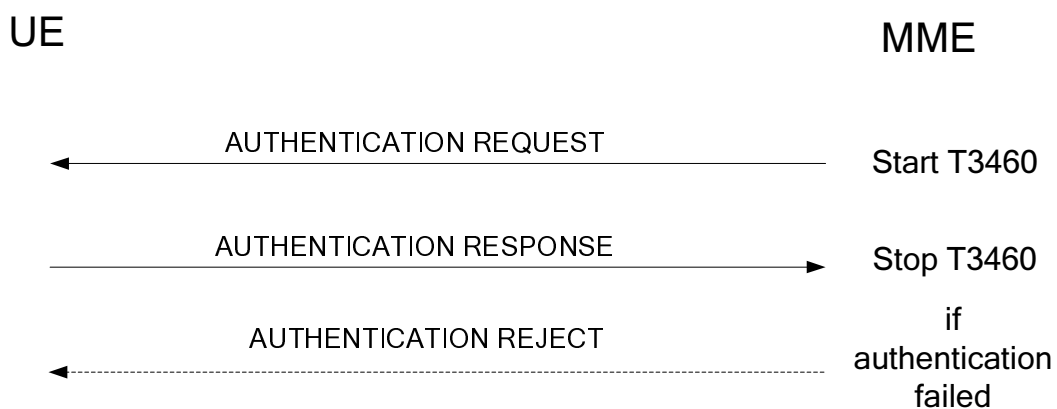 UE
MME
AUTHENTICATION REQUEST
Start T3460
AUTHENTICATION RESPONSE
Stop T3460
AUTHENTICATION REJECT
if
authentication
failed